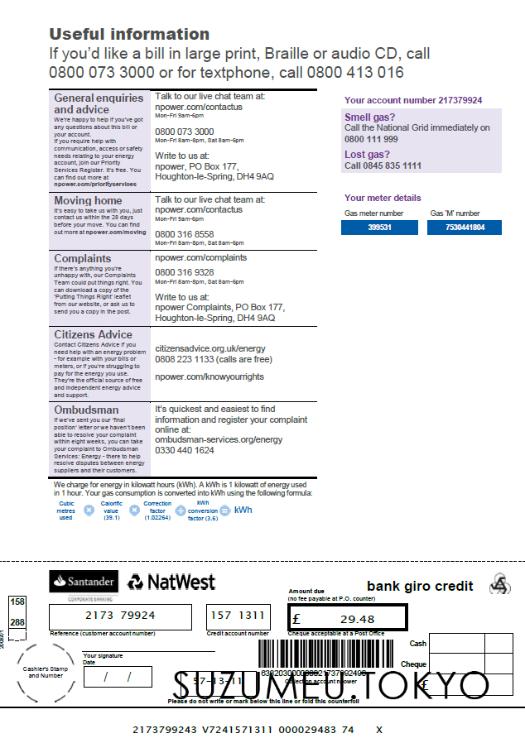 Useful information
If you'd like a bill in large print, Braille or audio CD, call
0800 073 3000 or for textphone, call 0800 413 016
General enquiries
and advice
We're happy to help if you've got
any questions about this bill or
your account.
If you require help with
communication, access or safety
needs relating to your energy
account, join our Priority
Services Register. It's free. You
can find out more at
npower.com/priorityservices
Talk to our live chat team at:
npower.com/contactus
Mon-Fri 9am-6pm
0800 073 3000
Mon-Fri 8am-8pm, Sat 8am-6pm
Write to us at:
npower, PO Box 177,
Houghton-le-Spring, DH4 9AQ
Moving home
It's easy to take us with you, just
contact us within the 28 days
before your move. You can find
out more at npower.com/moving
Talk to our live chat team at:
npower.com/contactus
Mon-Fri 9am-6pm
0800 316 8558
Mon-Fri 8am-8pm, Sat 8am-6pm
Complaints
If there's anything you're
unhappy with, our Complaints
Team could put things right. You
can download a copy of the
'Putting Things Right' leaflet
from our website, or ask us to
send you a copy in the post.
npower.com/complaints
0800 316 9328
Mon-Fri 8am-8pm, Sat 8am-6pm
Write to us at:
npower Complaints, PO Box 177,
Houghton-le-Spring, DH4 9AQ
Citizens Advice
Contact Citizens Advice if you
need help with an energy problem
- for example with your bills or
meters, or if you're struggling to
pay for the energy you use.
They're the official source of free
and independent energy advice
and support.
citizensadvice.org.uk/energy
0808 223 1133 (calls are free)
npower.com/knowyourrights
Ombudsman
If we've sent you our 'final
position' letter or we haven't been
able to resolve your complaint
within eight weeks, you can take
your complaint to Ombudsman
Services: Energy - there to help
resolve disputes between energy
suppliers and their customers.
It's quickest and easiest to find
information and register your complaint
online at:
ombudsman-services.org/energy
0330 440 1624
Your account number 217379924
Smell gas?
Call the National Grid immediately on
0800 111 999
Lost gas?
Call 0845 835 1111
Your meter details
Gas meter number
Gas 'M' number
399531
7530441804
We charge for energy in kilowatt hours (kWh). A kWh is 1 kilowatt of energy used
in 1 hour. Your gas consumption is converted into kWh using the following formula:
Cubic metres used × Calorific value (39.1) × Correction factor (1.02264) ÷ kWh conversion factor (3.6) = kWh
Santander
CORPORATE BANKING
NatWest
bank giro credit
Amount due
(no fee payable at P.O. counter)
158
288
2173 79924
157 1311
£ 29.48
Reference (customer account number)
Credit account number
Cheque acceptable at a Post Office
Cash
Cheque
£
Your signature
Date
/ /
Cashier's Stamp
and Number
57-13-11
SUZUMEU.TOKYO
Please do not write or mark below this line or fold this counterfoil
2173799243 V7241571311 000029483 74 X